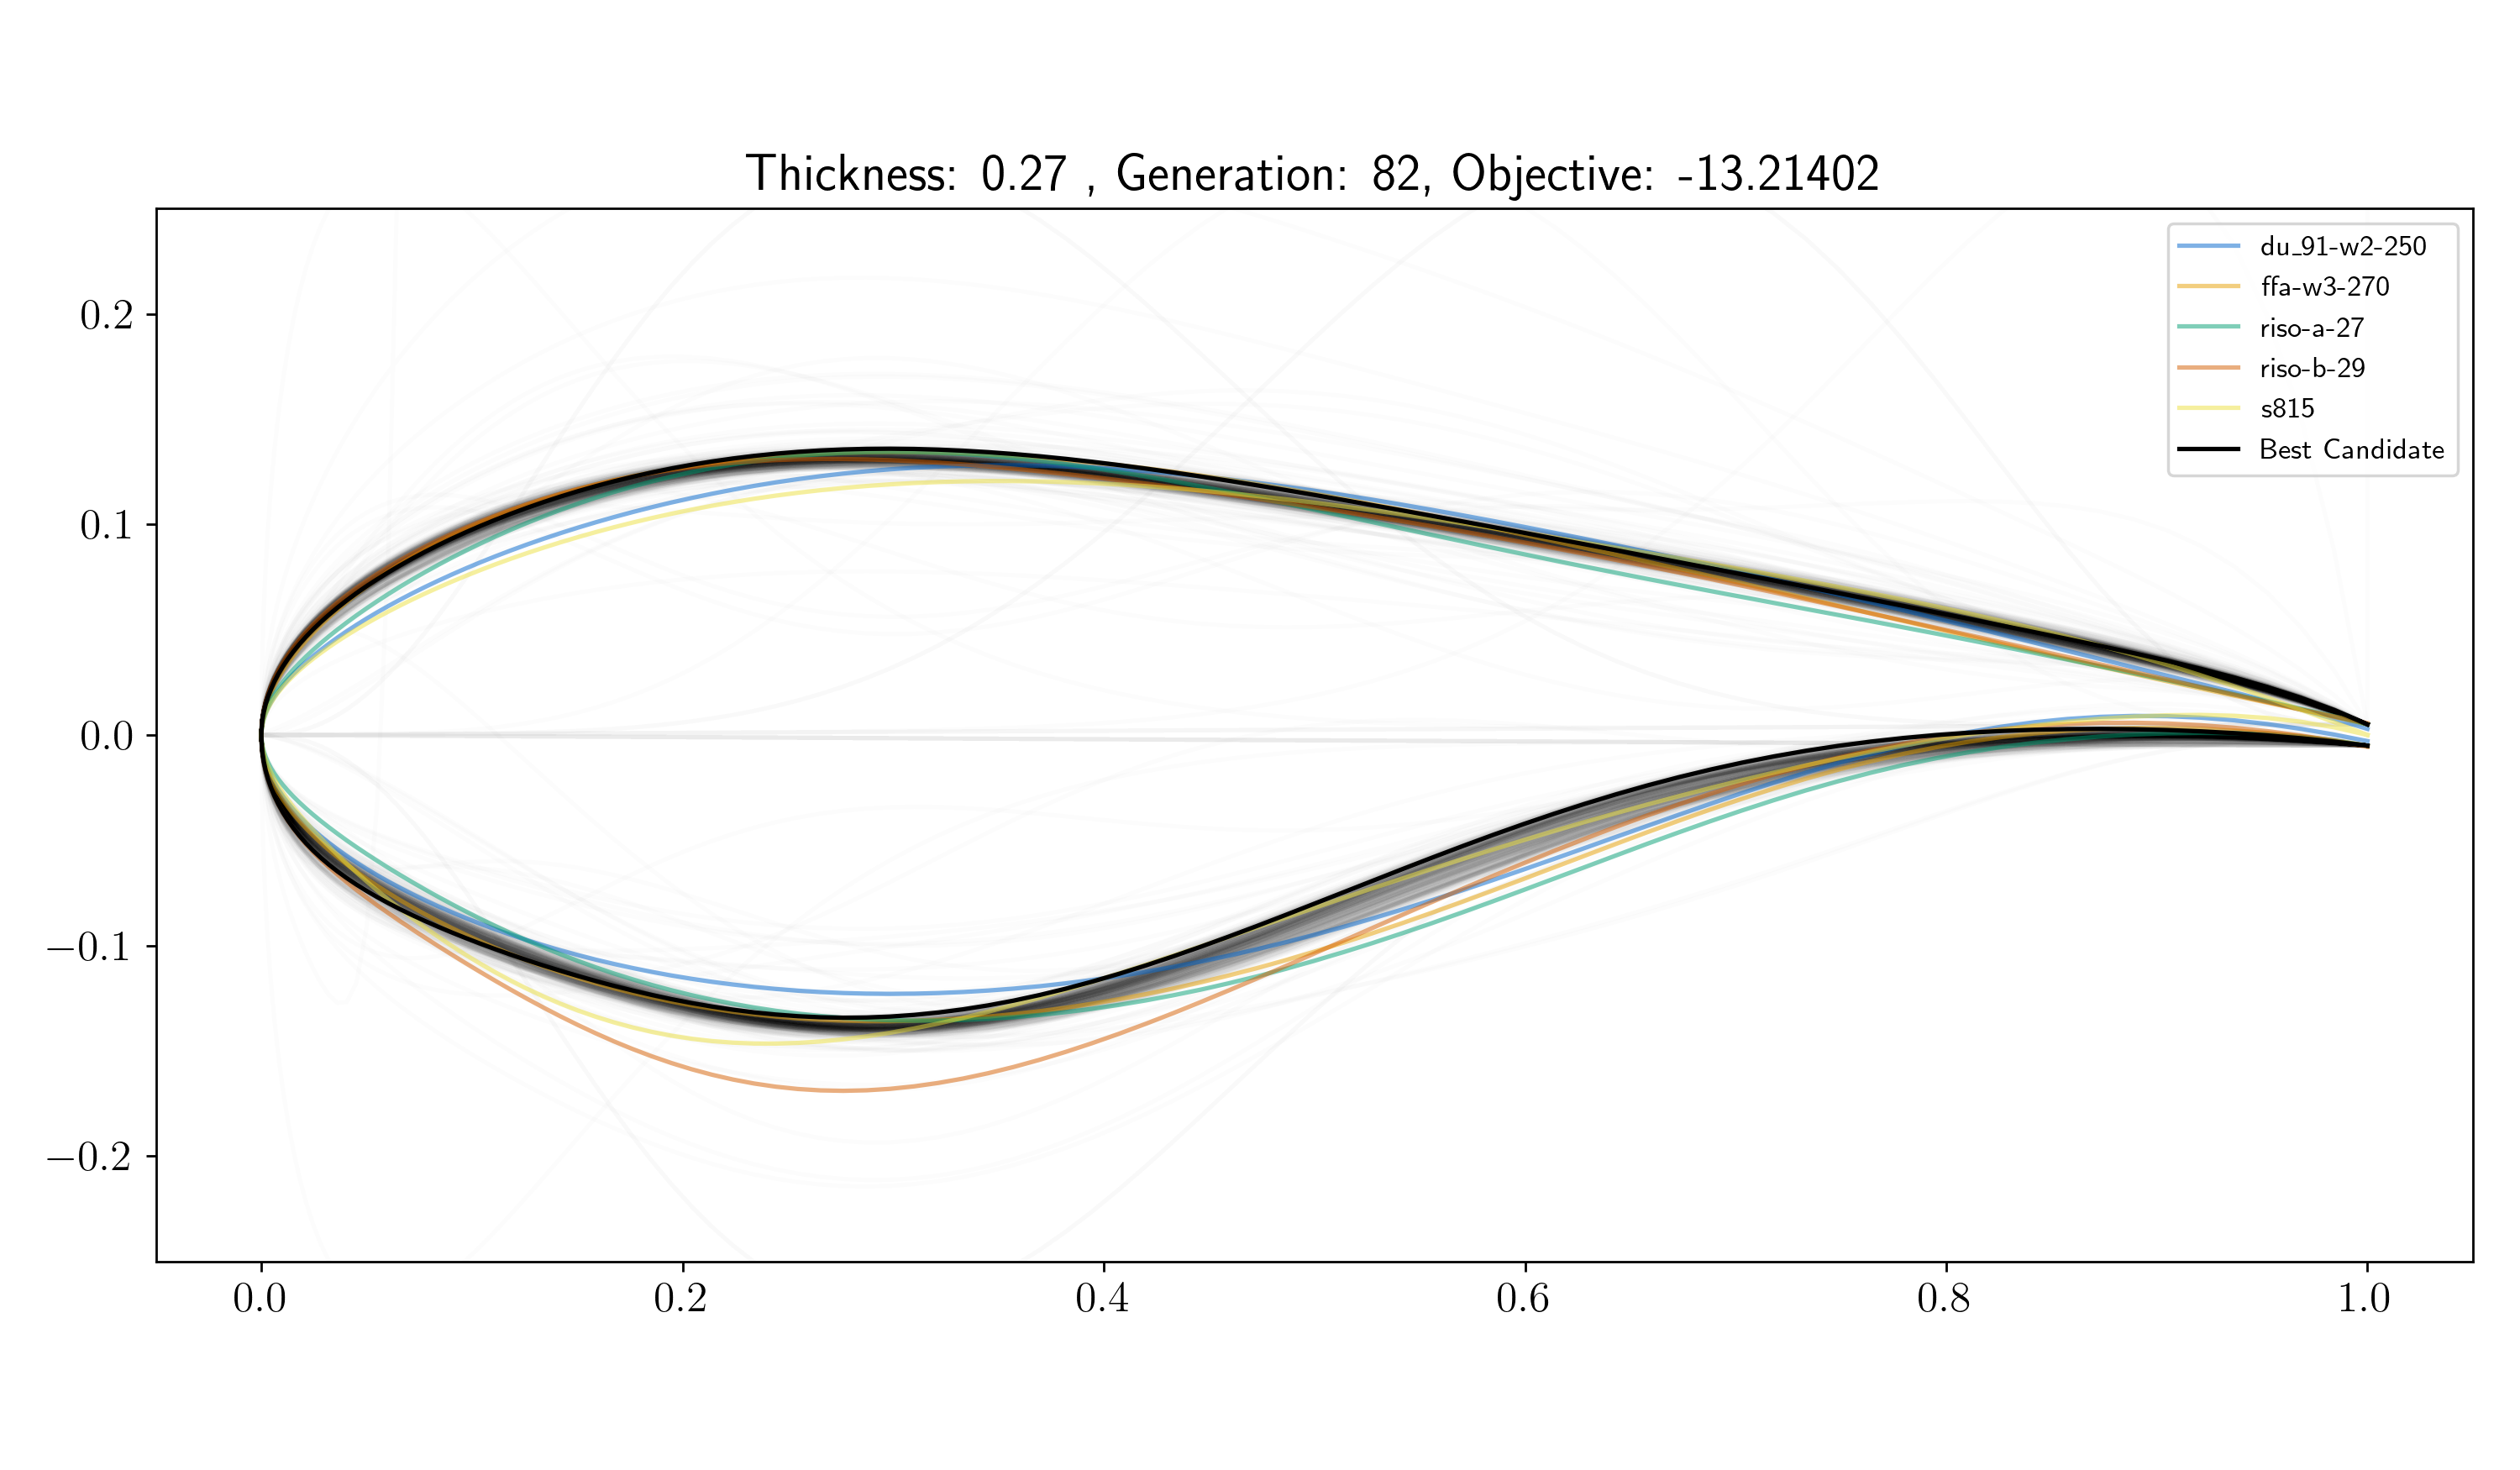 Thickness: 0.27 , Generation: 82, Objective: -13.21402
du_91-w2-250
ffa-w3-270
riso-a-27
riso-b-29
s815
Best Candidate
0.2
0.1
0.0
−0.1
−0.2
0.0 0.2 0.4 0.6 0.8 1.0